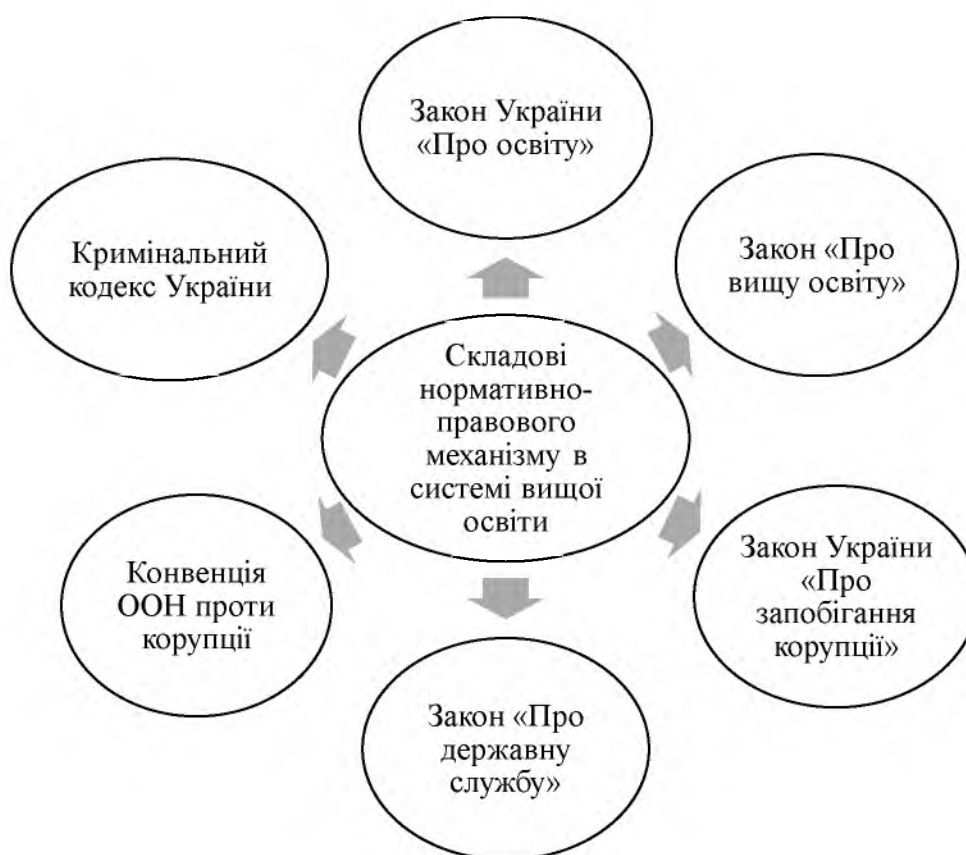 Закон України
«Про освіту»
Кримінальний
кодекс України
Закон «Про
вищу освіту»
Складові
нормативно-
правового
механізму в
системі вищої
освіти
Конвенція
ООН проти
корупції
Закон України
«Про
запобігання
корупції»
Закон «Про
державну
службу»